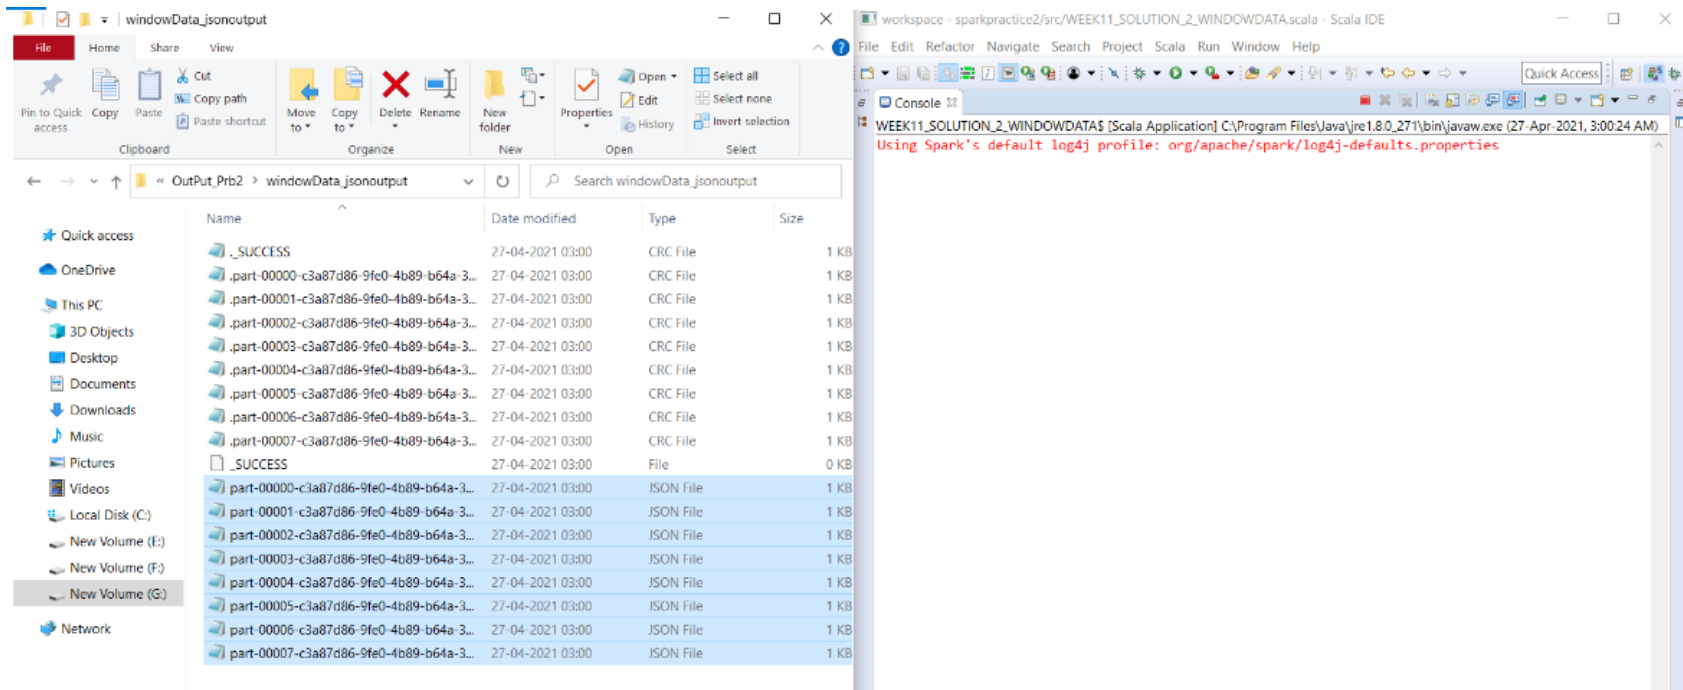 windowData_jsonoutput
File Home Share View
Pin to Quick access
Copy
Paste
Cut
Copy path
Paste shortcut
Clipboard
Move to
Copy to
Delete
Rename
Organize
New folder
New
Properties
Open
Edit
History
Open
Select all
Select none
Invert selection
Select
« OutPut_Prb2 > windowData_jsonoutput
Search windowData_jsonoutput
Quick access
OneDrive
This PC
3D Objects
Desktop
Documents
Downloads
Music
Pictures
Videos
Local Disk (C:)
New Volume (E:)
New Volume (F:)
New Volume (G:)
Network
Name Date modified Type Size
._SUCCESS 27-04-2021 03:00 CRC File 1 KB
.part-00000-c3a87d86-9fe0-4b89-b64a-3... 27-04-2021 03:00 CRC File 1 KB
.part-00001-c3a87d86-9fe0-4b89-b64a-3... 27-04-2021 03:00 CRC File 1 KB
.part-00002-c3a87d86-9fe0-4b89-b64a-3... 27-04-2021 03:00 CRC File 1 KB
.part-00003-c3a87d86-9fe0-4b89-b64a-3... 27-04-2021 03:00 CRC File 1 KB
.part-00004-c3a87d86-9fe0-4b89-b64a-3... 27-04-2021 03:00 CRC File 1 KB
.part-00005-c3a87d86-9fe0-4b89-b64a-3... 27-04-2021 03:00 CRC File 1 KB
.part-00006-c3a87d86-9fe0-4b89-b64a-3... 27-04-2021 03:00 CRC File 1 KB
.part-00007-c3a87d86-9fe0-4b89-b64a-3... 27-04-2021 03:00 CRC File 1 KB
_SUCCESS 27-04-2021 03:00 File 0 KB
part-00000-c3a87d86-9fe0-4b89-b64a-3... 27-04-2021 03:00 JSON File 1 KB
part-00001-c3a87d86-9fe0-4b89-b64a-3... 27-04-2021 03:00 JSON File 1 KB
part-00002-c3a87d86-9fe0-4b89-b64a-3... 27-04-2021 03:00 JSON File 1 KB
part-00003-c3a87d86-9fe0-4b89-b64a-3... 27-04-2021 03:00 JSON File 1 KB
part-00004-c3a87d86-9fe0-4b89-b64a-3... 27-04-2021 03:00 JSON File 1 KB
part-00005-c3a87d86-9fe0-4b89-b64a-3... 27-04-2021 03:00 JSON File 1 KB
part-00006-c3a87d86-9fe0-4b89-b64a-3... 27-04-2021 03:00 JSON File 1 KB
part-00007-c3a87d86-9fe0-4b89-b64a-3... 27-04-2021 03:00 JSON File 1 KB
workspace - sparkpractice2/src/WEEK11_SOLUTION_2_WINDOWDATA.scala - Scala IDE
File Edit Refactor Navigate Search Project Scala Run Window Help
Quick Access
Console
WEEK11_SOLUTION_2_WINDOWDATA$ [Scala Application] C:\Program Files\Java\jre1.8.0_271\bin\javaw.exe (27-Apr-2021, 3:00:24 AM)
Using Spark's default log4j profile: org/apache/spark/log4j-defaults.properties